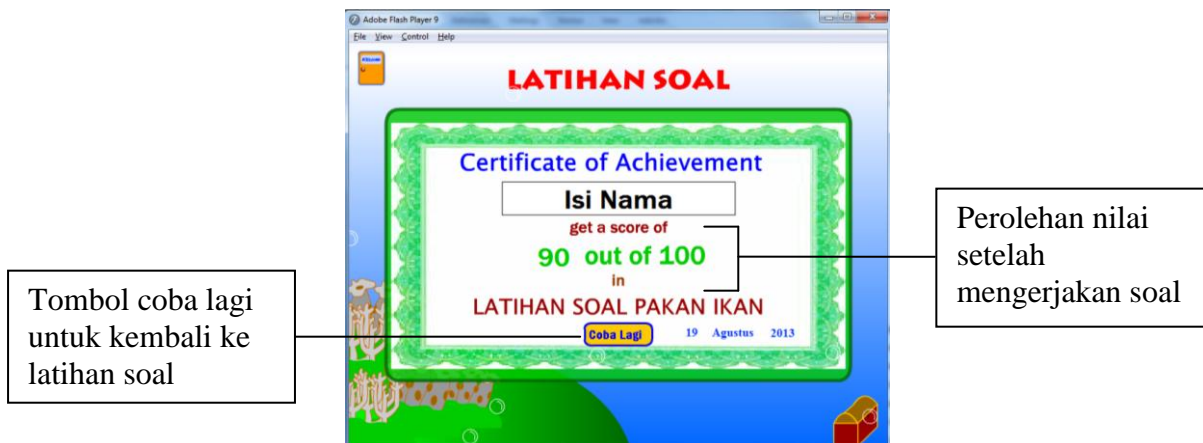 Adobe Flash Player 9
File View Control Help
LATIHAN SOAL
Certificate of Achievement
Isi Nama
get a score of
90 out of 100
in
LATIHAN SOAL PAKAN IKAN
Coba Lagi
19 Agustus 2013
Perolehan nilai
setelah
mengerjakan soal
Tombol coba lagi
untuk kembali ke
latihan soal